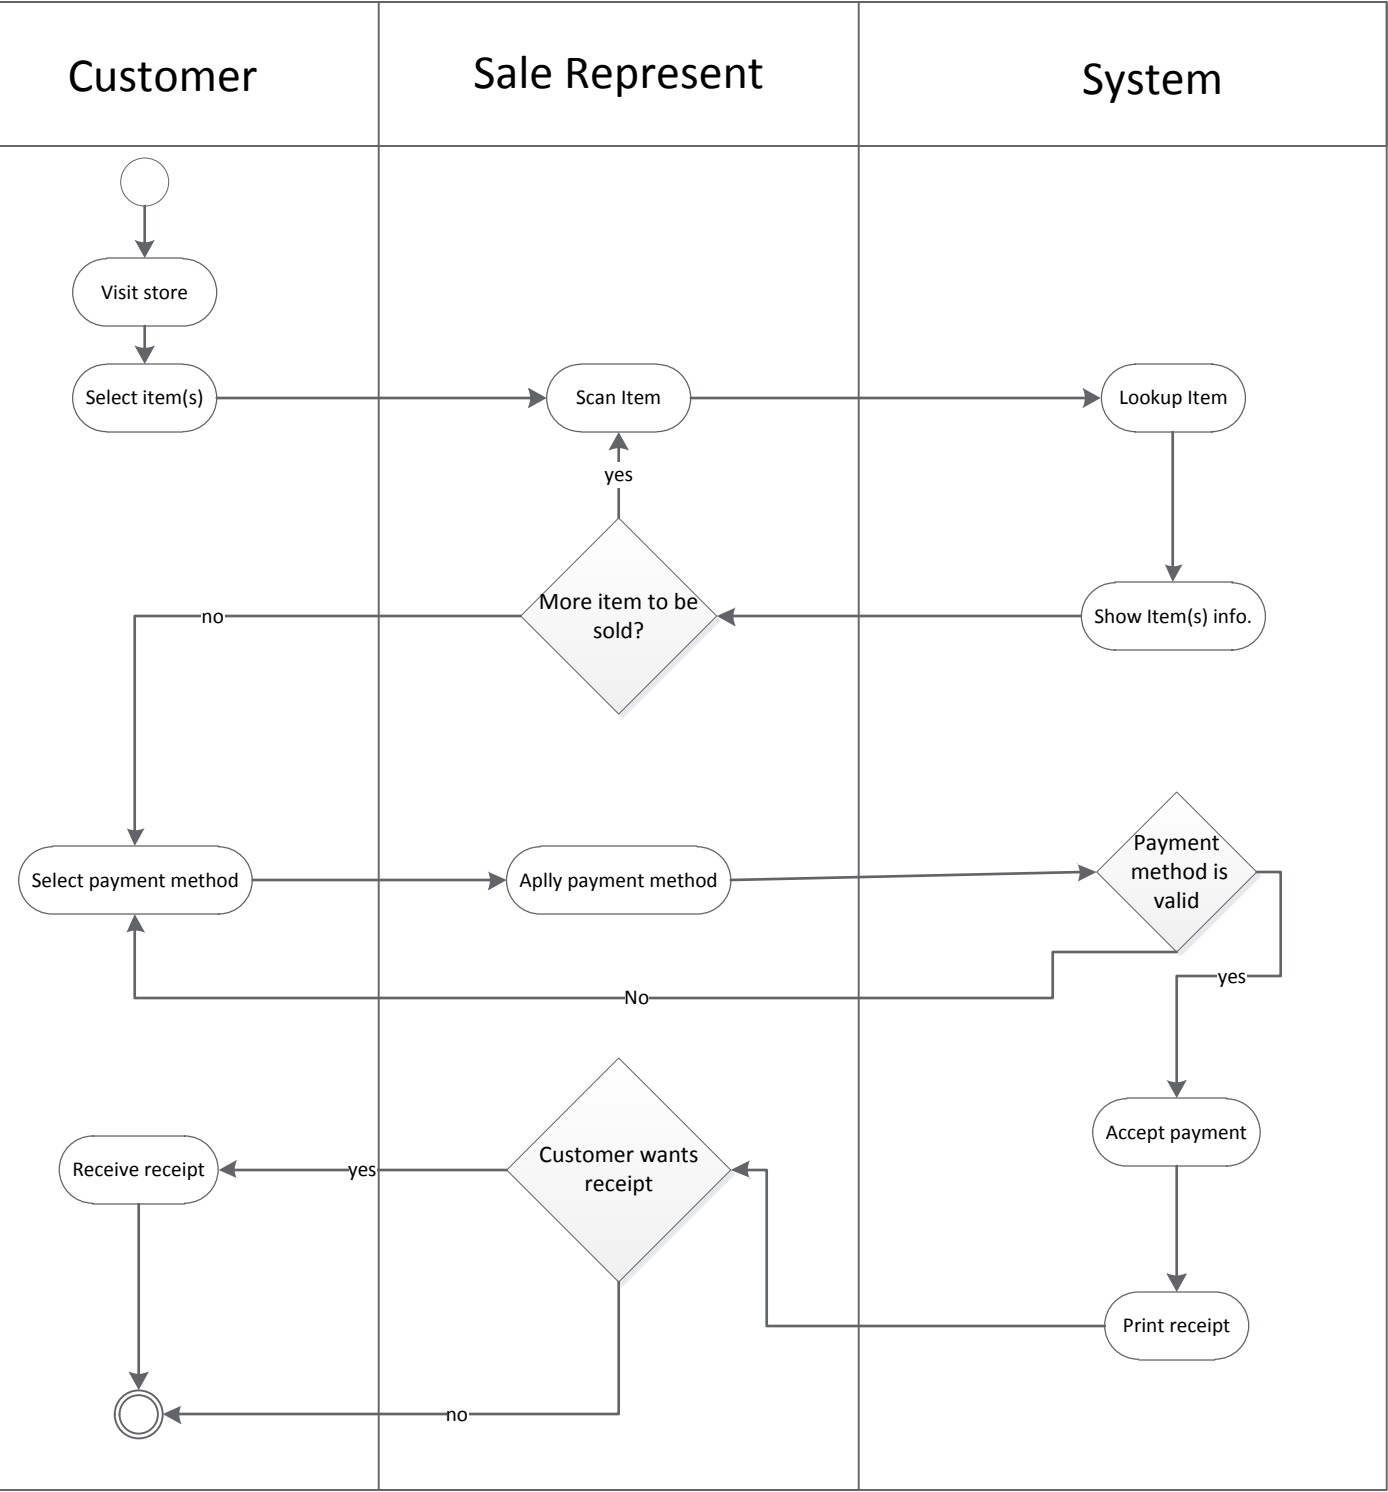 Customer
Sale Represent
System
Visit store
Select item(s)
Scan Item
Lookup Item
yes
More item to be
sold?
Show Item(s) info.
no
Select payment method
Aplly payment method
Payment
method is
valid
yes
No
Accept payment
Customer wants
receipt
yes
Receive receipt
Print receipt
no